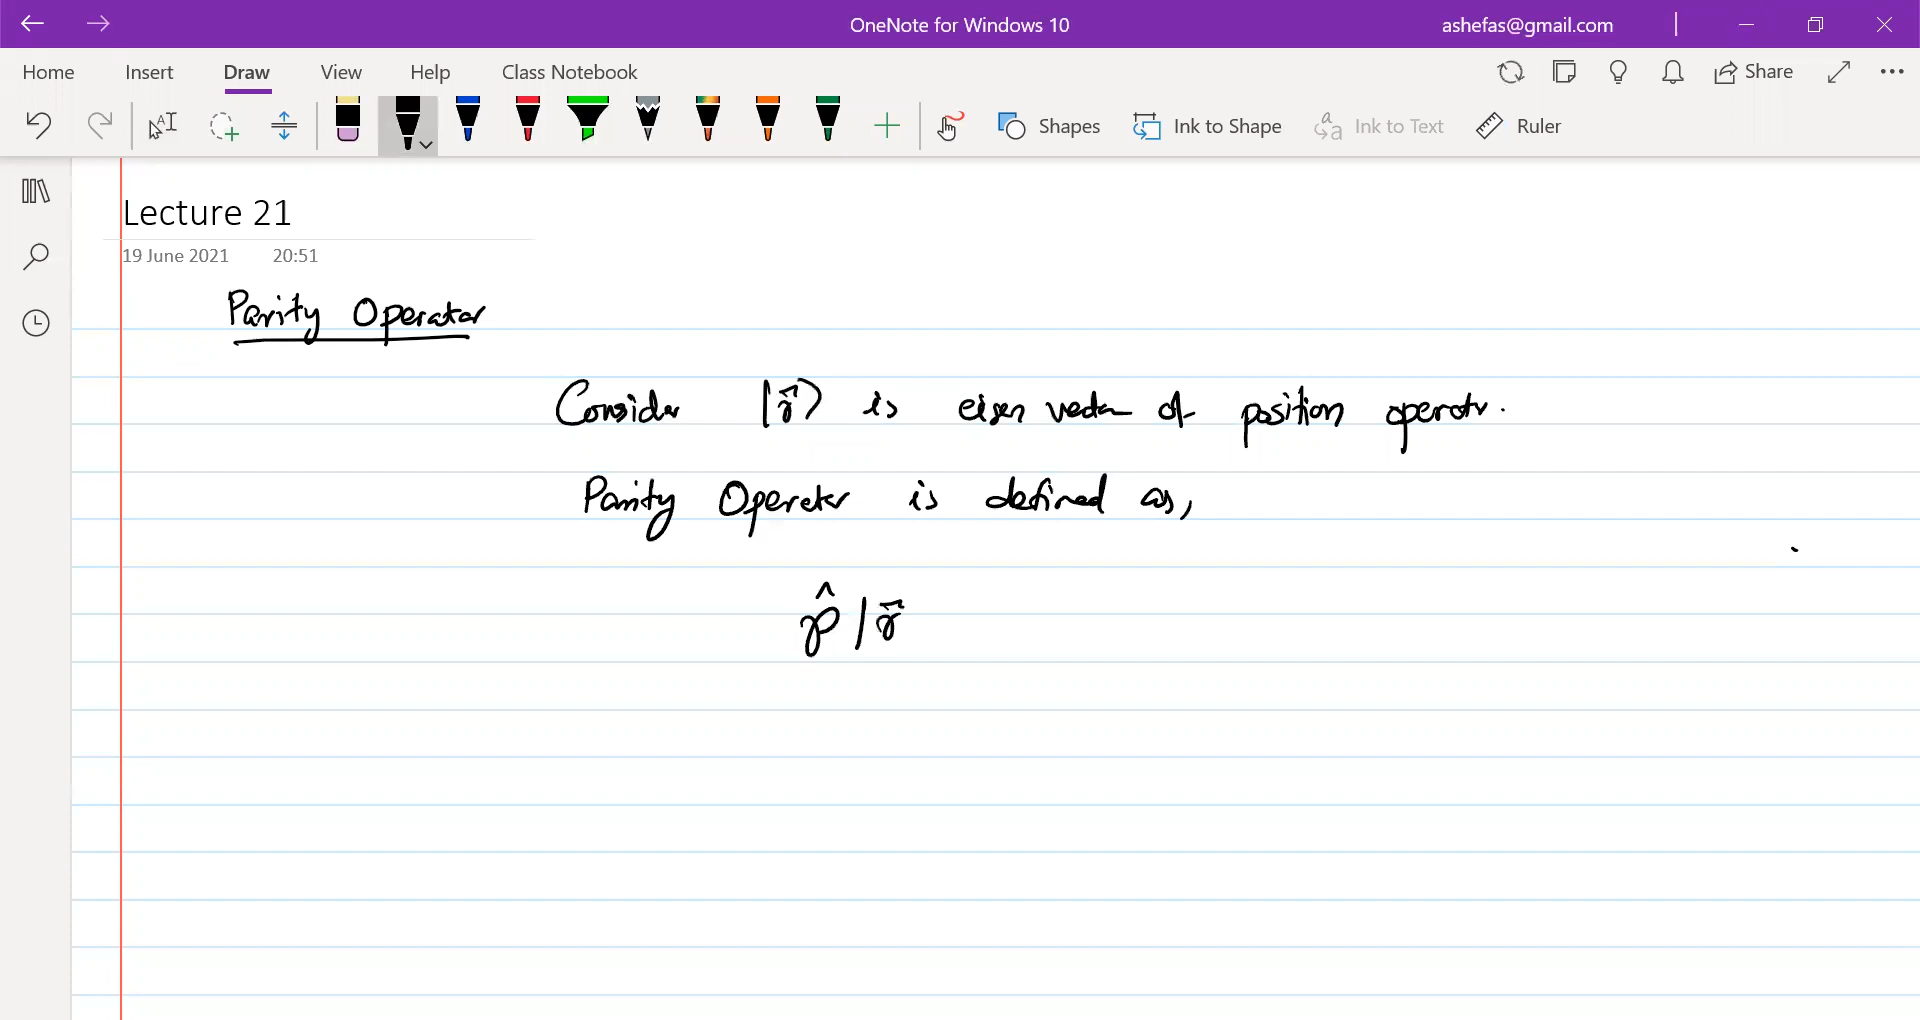 OneNote for Windows 10
ashefas@gmail.com
Home Insert Draw View Help Class Notebook
Share
Shapes Ink to Shape Ink to Text Ruler
Lecture 21
19 June 2021 20:51
Parity Operator
Consider |r⃗⟩ is eigen vector of position operator.
Parity Operator is defined as,
p̂ |r⃗